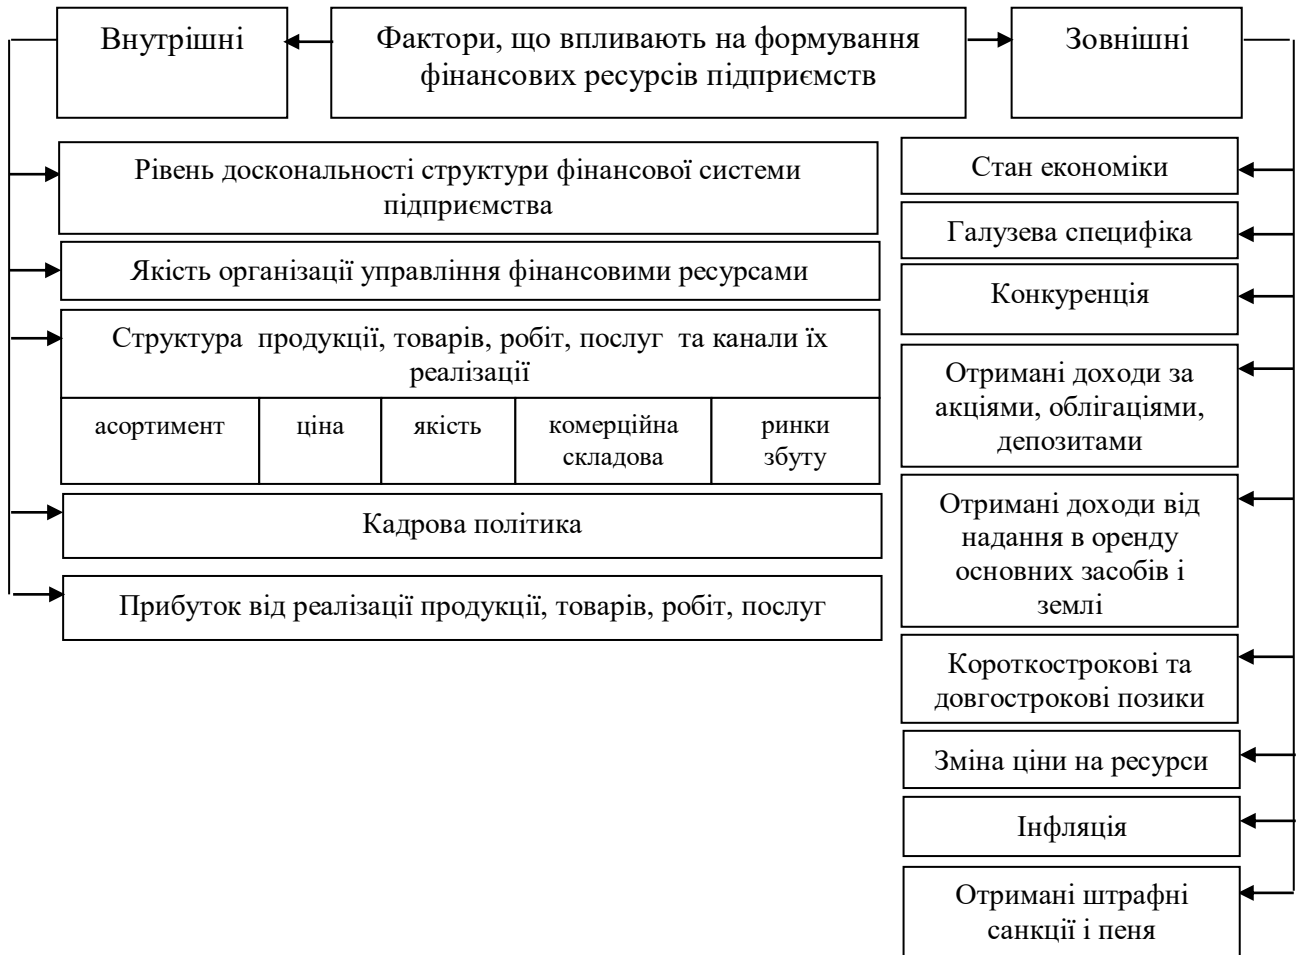 Внутрішні
Фактори, що впливають на формування
фінансових ресурсів підприємств
Зовнішні
Рівень досконалості структури фінансової системи
підприємства
Якість організації управління фінансовими ресурсами
Структура продукції, товарів, робіт, послуг та канали їх
реалізації
асортимент
ціна
якість
комерційна
складова
ринки
збуту
Кадрова політика
Прибуток від реалізації продукції, товарів, робіт, послуг
Стан економіки
Галузева специфіка
Конкуренція
Отримані доходи за
акціями, облігаціями,
депозитами
Отримані доходи від
надання в оренду
основних засобів і
землі
Короткострокові та
довгострокові позики
Зміна ціни на ресурси
Інфляція
Отримані штрафні
санкції і пеня